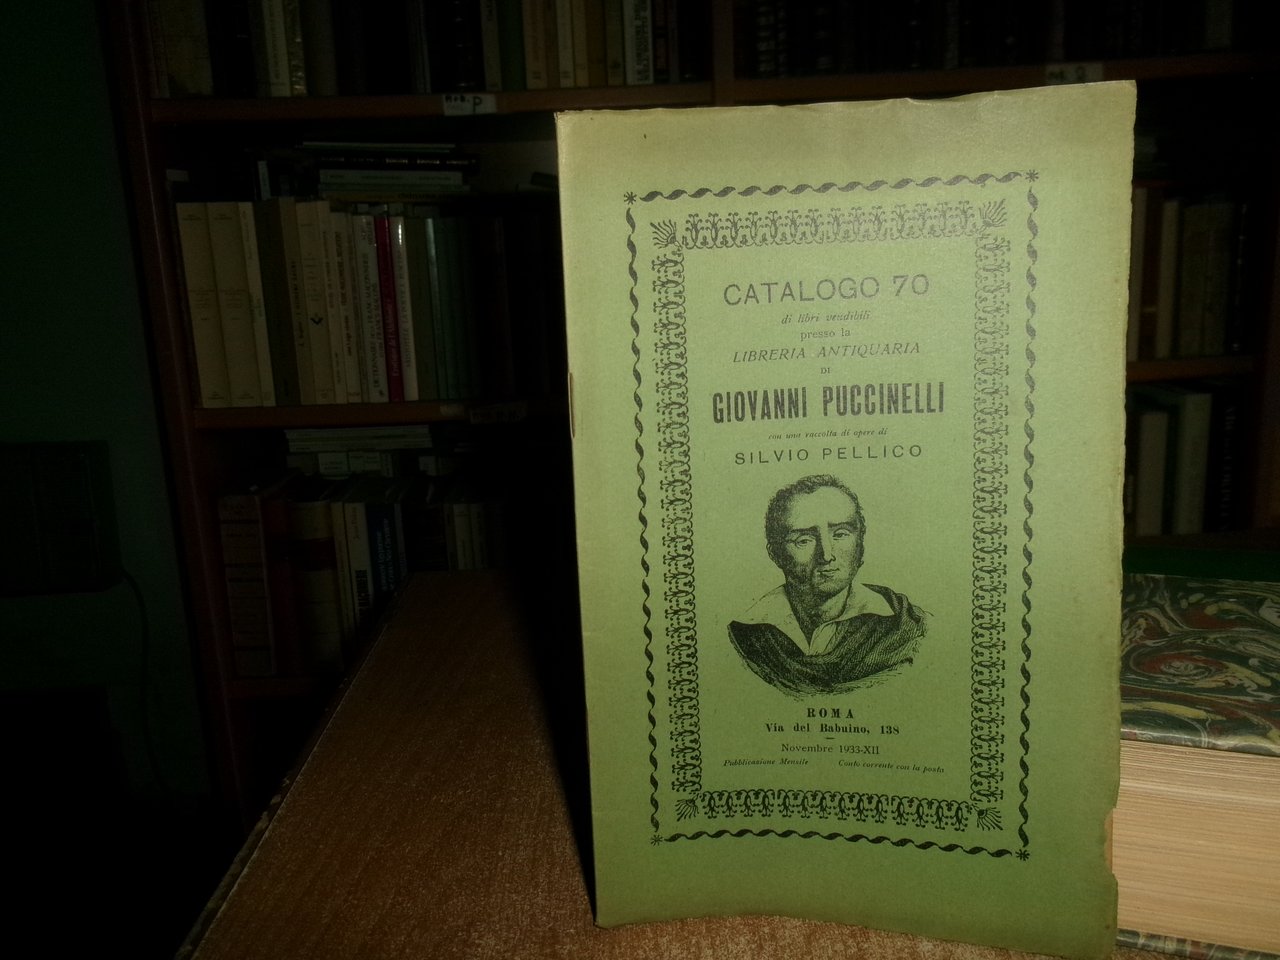 CATALOGO 70
di libri vendibili
presso la
LIBRERIA ANTIQUARIA
DI
GIOVANNI PUCCINELLI
con una raccolta di opere di
SILVIO PELLICO
ROMA
Via del Babuino, 138
Novembre 1933-XII
Pubblicazione Mensile Conto corrente con la posta